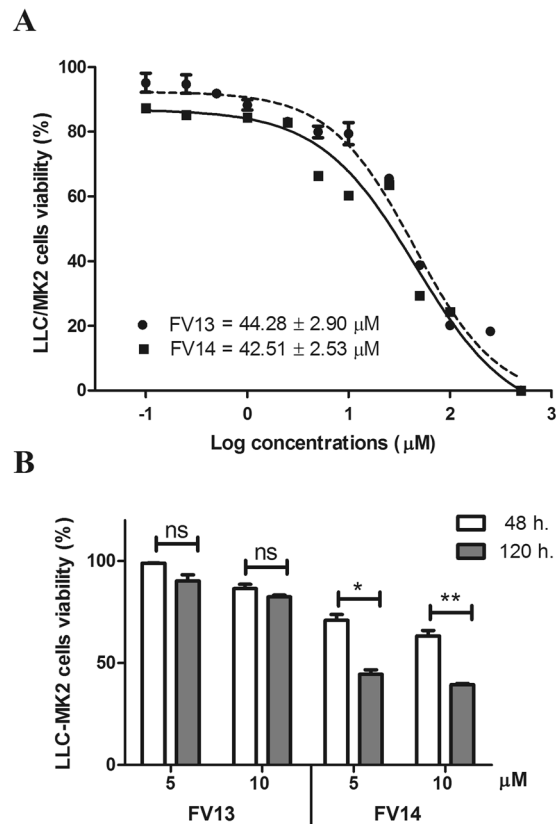 A
LLC/MK2 cells viability (%)
100
80
60
40
20
0
FV13 = 44.28 ± 2.90 μM
FV14 = 42.51 ± 2.53 μM
-1 0 1 2 3
Log concentrations ( μM)
B
LLC-MK2 cells viability (%)
48 h.
120 h.
100
50
0
ns ns * **
5 10 5 10 μM
FV13 FV14